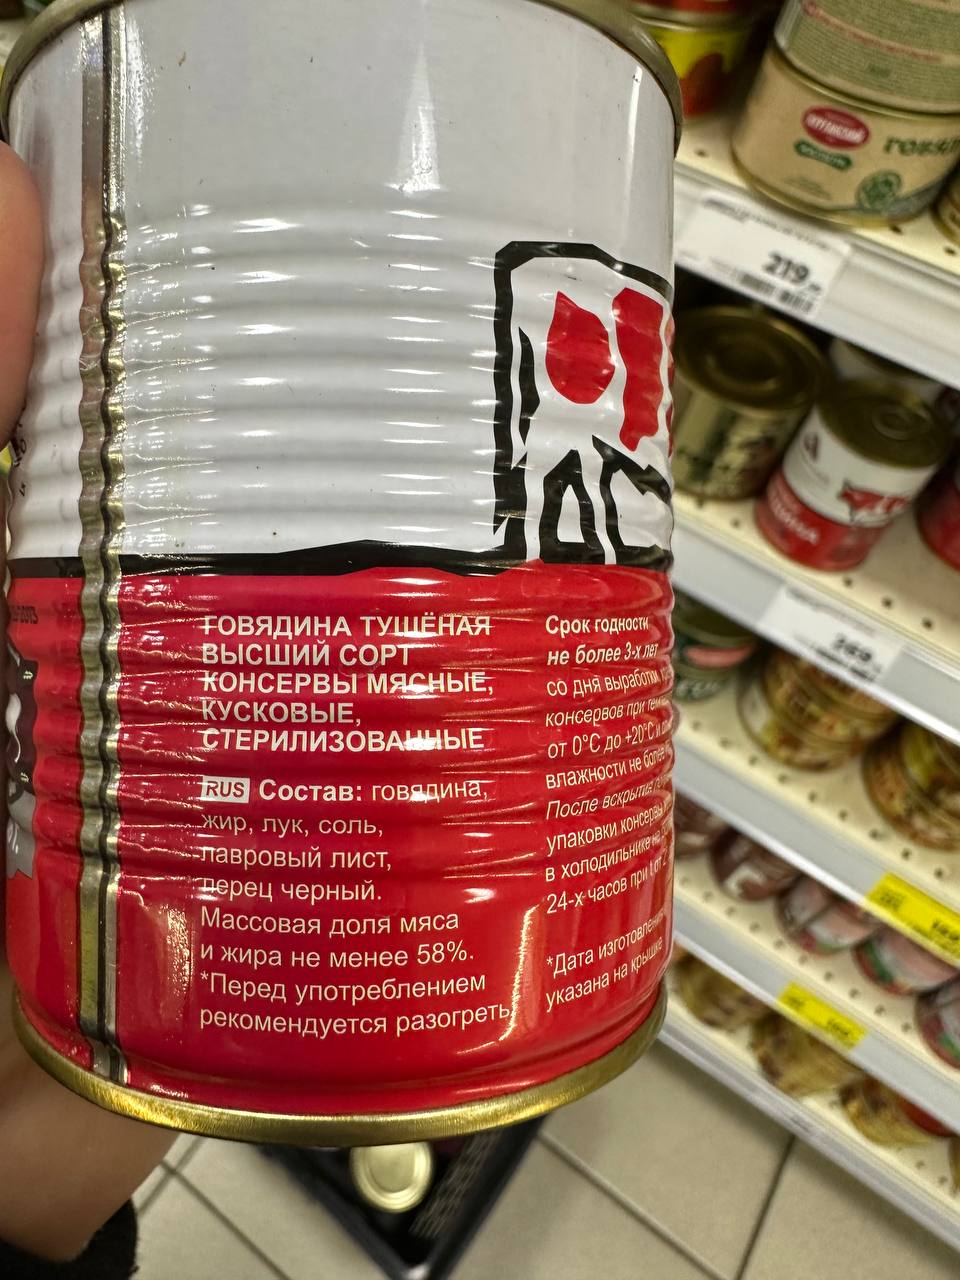 ГОВЯДИНА ТУШЁНАЯ
ВЫСШИЙ СОРТ
КОНСЕРВЫ МЯСНЫЕ,
КУСКОВЫЕ,
СТЕРИЛИЗОВАННЫЕ
RUS Состав: говядина,
жир, лук, соль,
лавровый лист,
перец черный.
Массовая доля мяса
и жира не менее 58%.
*Перед употреблением
рекомендуется разогреть
Срок годности
не более 3-х лет
со дня выработки
консервов при
от 0°С до +20°С и
влажности не более
После вскрытия
упаковки консервы
в холодильнике
24-х часов при t от
*Дата изготовления
указана на крышке
219
269